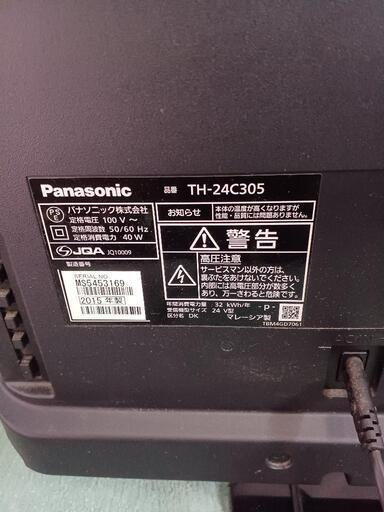 Panasonic
品番 TH-24C305
PS
E
パナソニック株式会社
定格電圧 100 V ～
定格周波数 50/60 Hz
定格消費電力 40 W
JQA JQ10009
製造番号
SERIAL NO.
MS5453169
2015 年製
お知らせ
本体の温度が高くなりますが
性能・品質には問題ありません。
警告
高圧注意
サービスマン以外の方は、
裏ぶたをあけないでください。
内部には高電圧部分が数多く
あり、万一さわると危険です。
年間消費電力量 32 kWh/年
受信機型サイズ 24 V型
区分名 DK
マレーシア製
-P-
TBM4GD7061